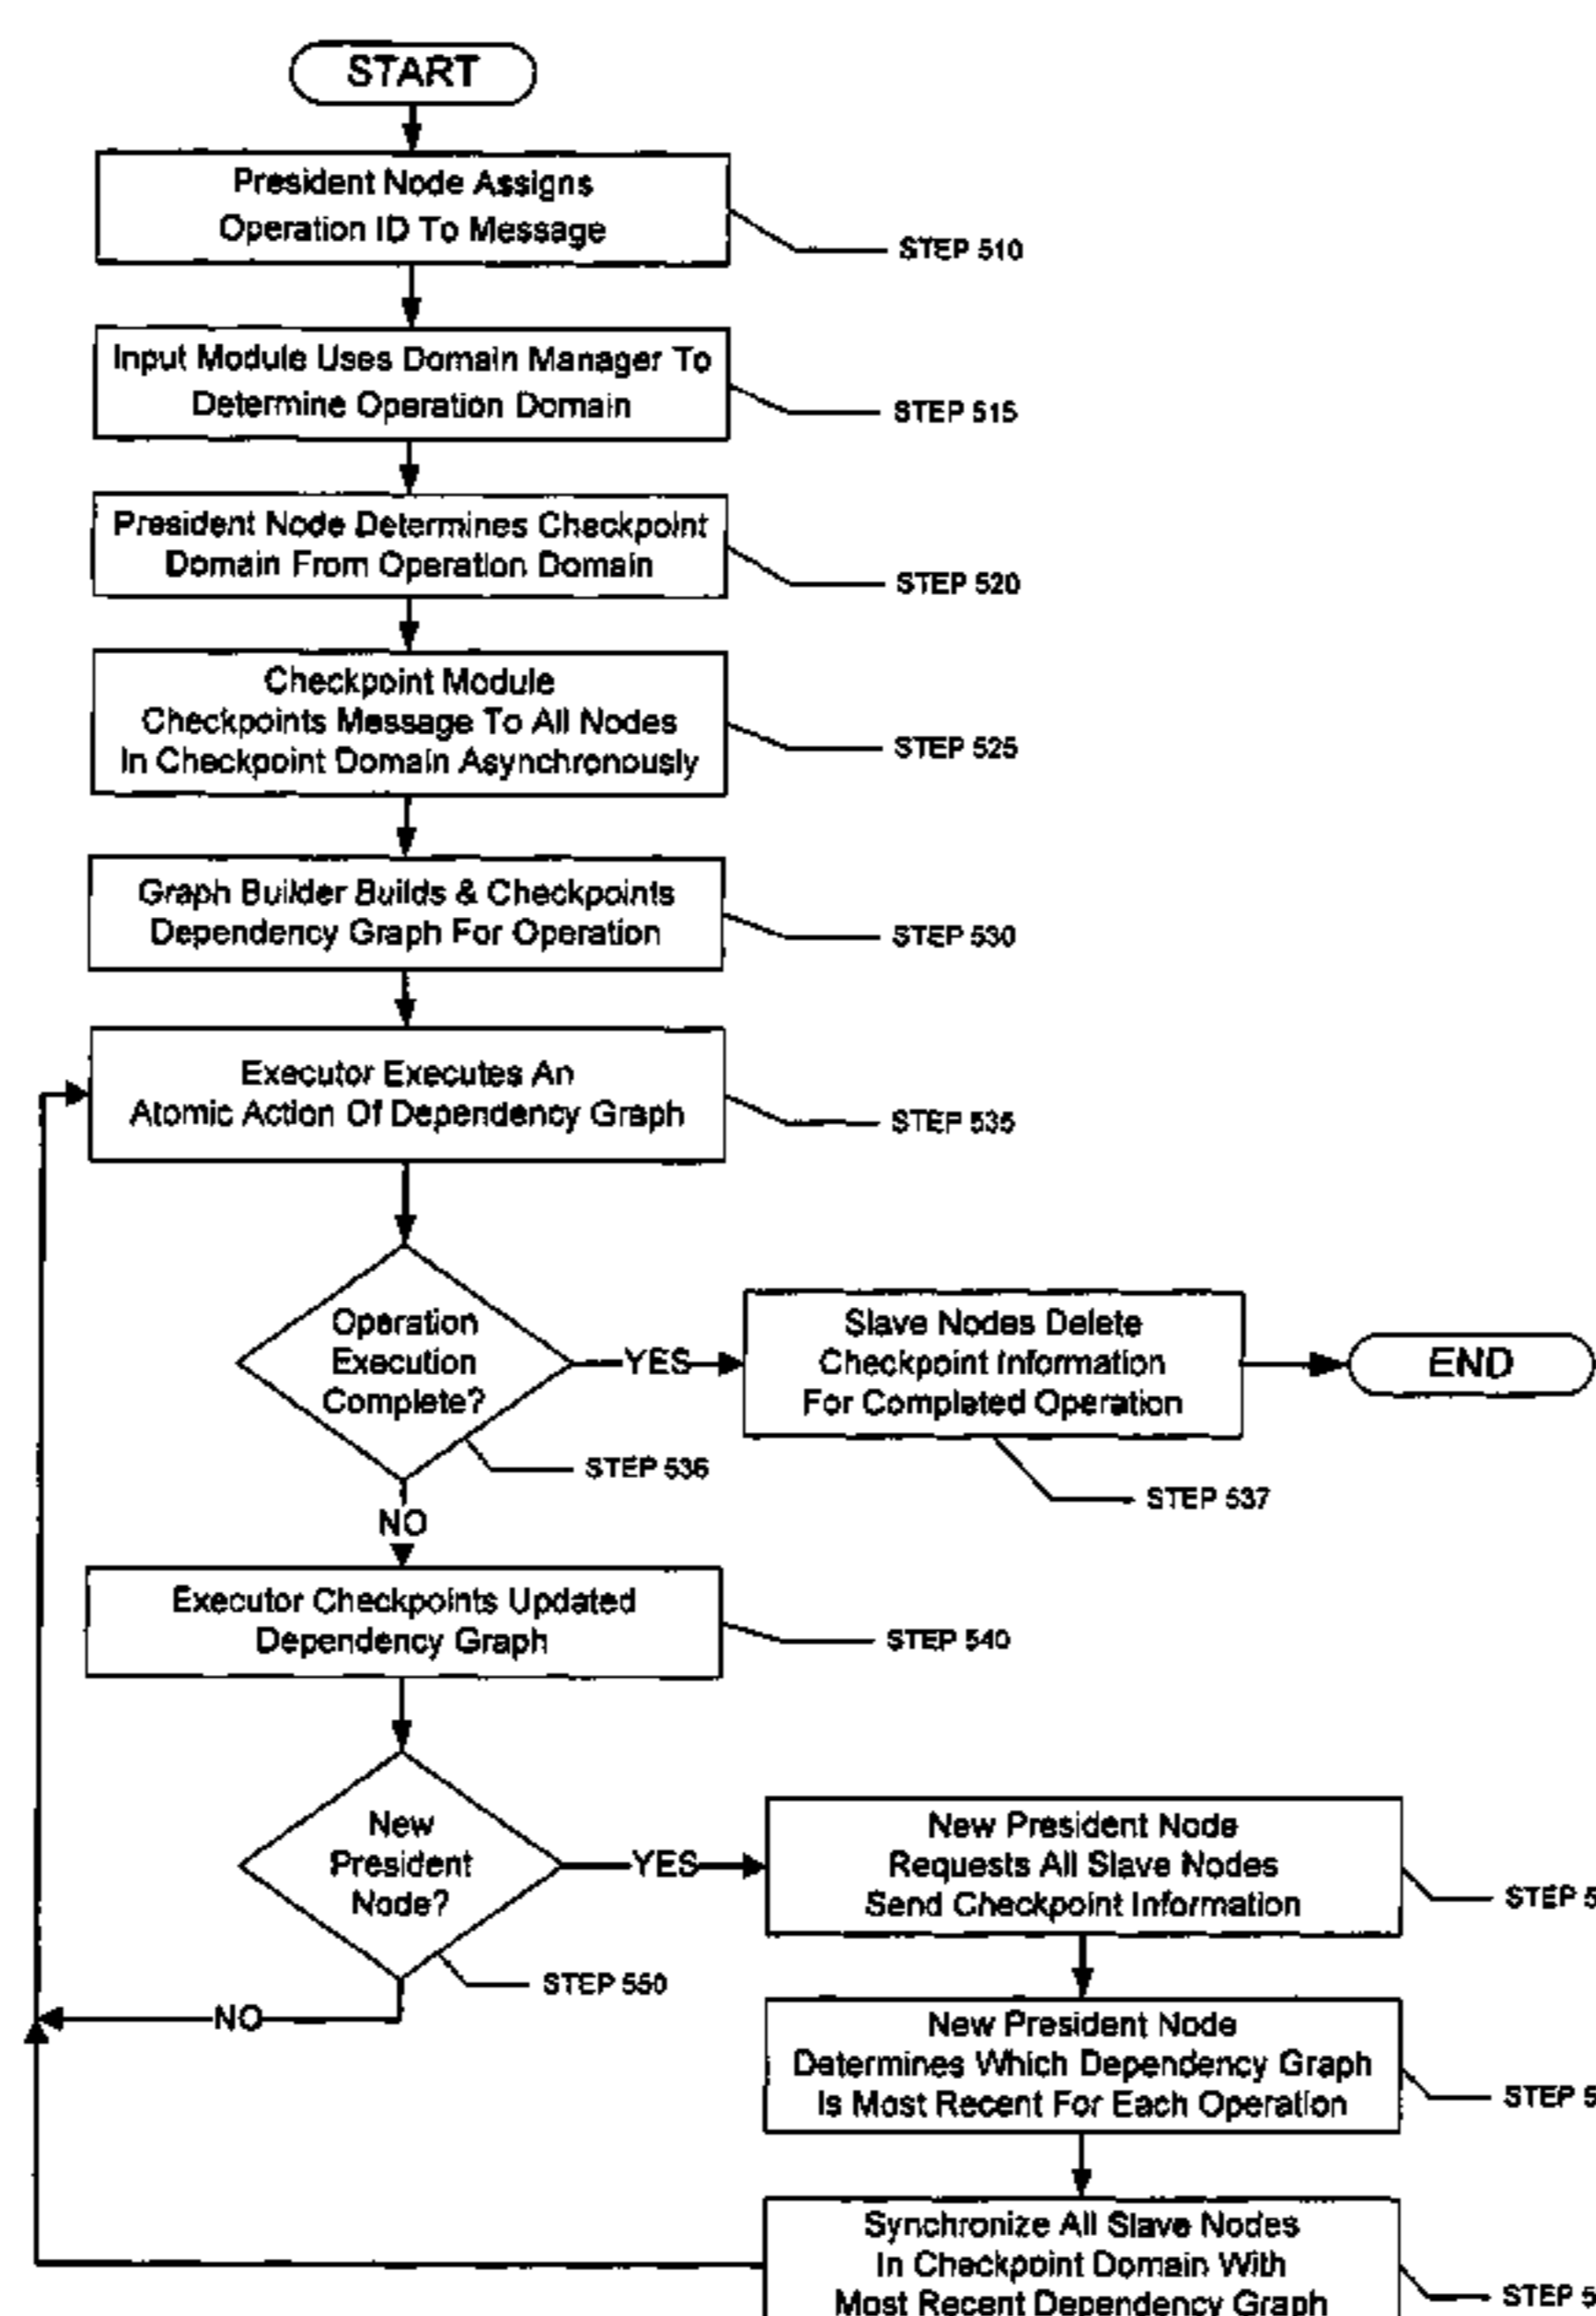 START
President Node Assigns
Operation ID To Message
STEP 510
Input Module Uses Domain Manager To
Determine Operation Domain
STEP 515
President Node Determines Checkpoint
Domain From Operation Domain
STEP 520
Checkpoint Module
Checkpoints Message To All Nodes
In Checkpoint Domain Asynchronously
STEP 525
Graph Builder Builds & Checkpoints
Dependency Graph For Operation
STEP 530
Executor Executes An
Atomic Action Of Dependency Graph
STEP 535
Operation
Execution
Complete?
STEP 536
YES
Slave Nodes Delete
Checkpoint Information
For Completed Operation
STEP 537
END
NO
Executor Checkpoints Updated
Dependency Graph
STEP 540
New
President
Node?
STEP 550
NO
YES
New President Node
Requests All Slave Nodes
Send Checkpoint Information
STEP 5
New President Node
Determines Which Dependency Graph
Is Most Recent For Each Operation
STEP 5
Synchronize All Slave Nodes
In Checkpoint Domain With
Most Recent Dependency Graph
STEP 5